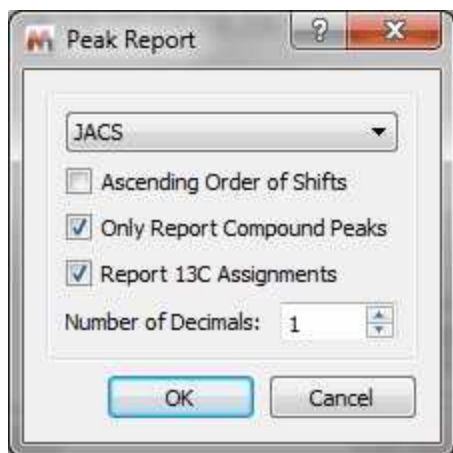 Peak Report
JACS
Ascending Order of Shifts
Only Report Compound Peaks
Report 13C Assignments
Number of Decimals: 1
OK Cancel